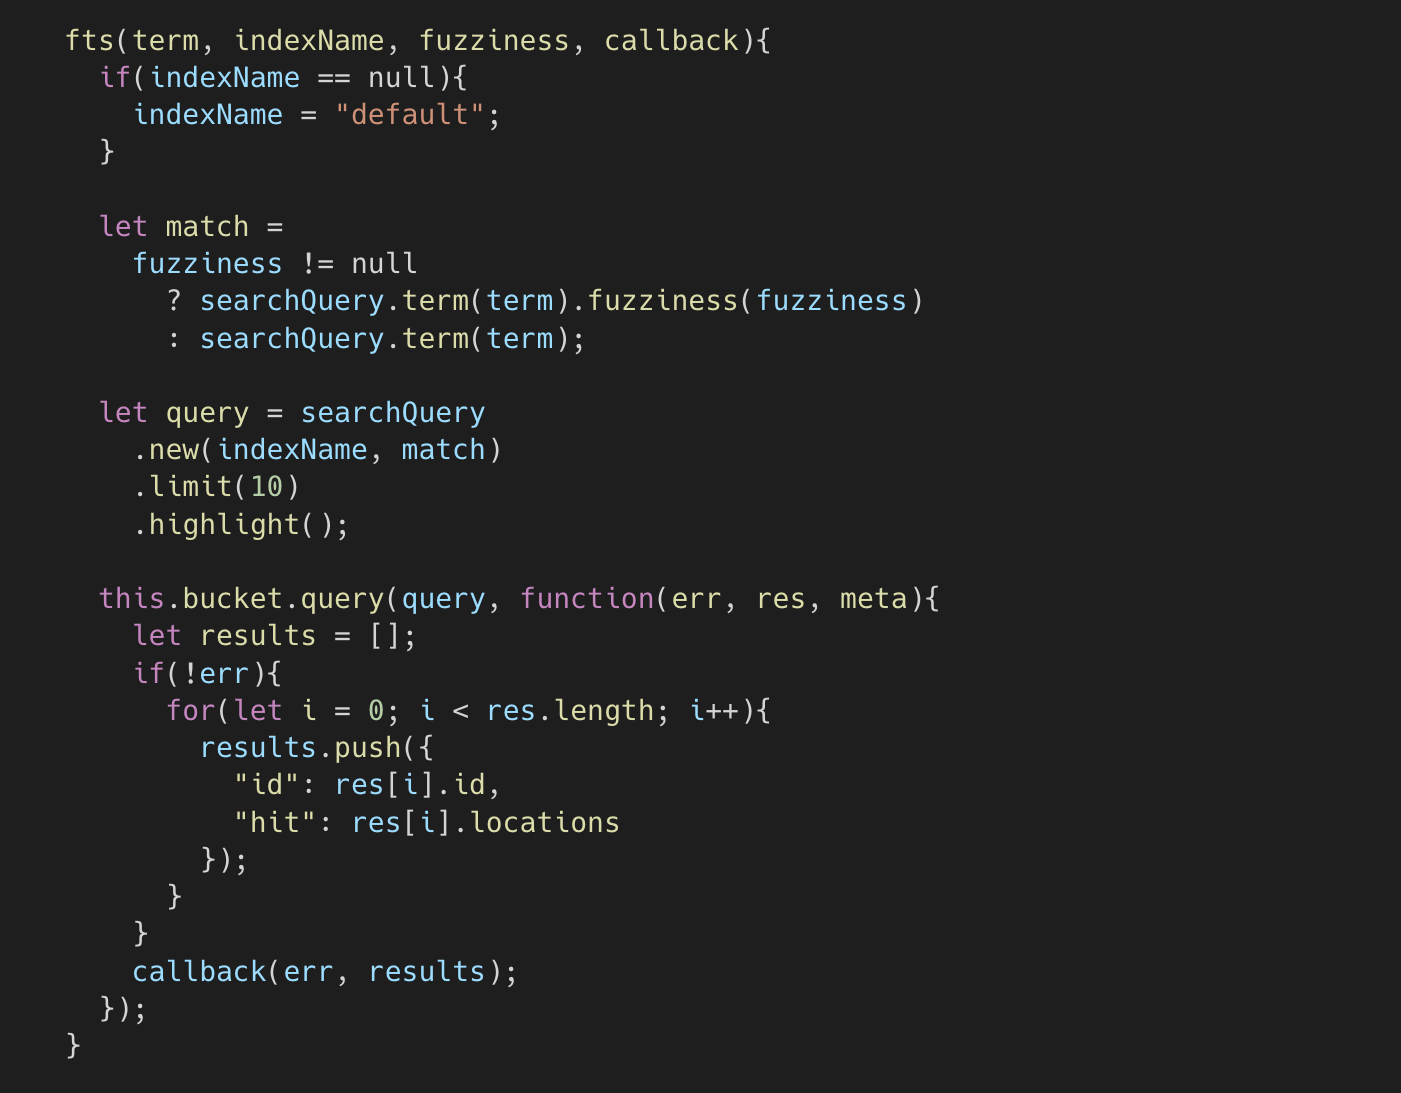 fts(term, indexName, fuzziness, callback){
  if(indexName == null){
    indexName = "default";
  }

  let match =
    fuzziness != null
      ? searchQuery.term(term).fuzziness(fuzziness)
      : searchQuery.term(term);

  let query = searchQuery
    .new(indexName, match)
    .limit(10)
    .highlight();

  this.bucket.query(query, function(err, res, meta){
    let results = [];
    if(!err){
      for(let i = 0; i < res.length; i++){
        results.push({
          "id": res[i].id,
          "hit": res[i].locations
        });
      }
    }
    callback(err, results);
  });
}